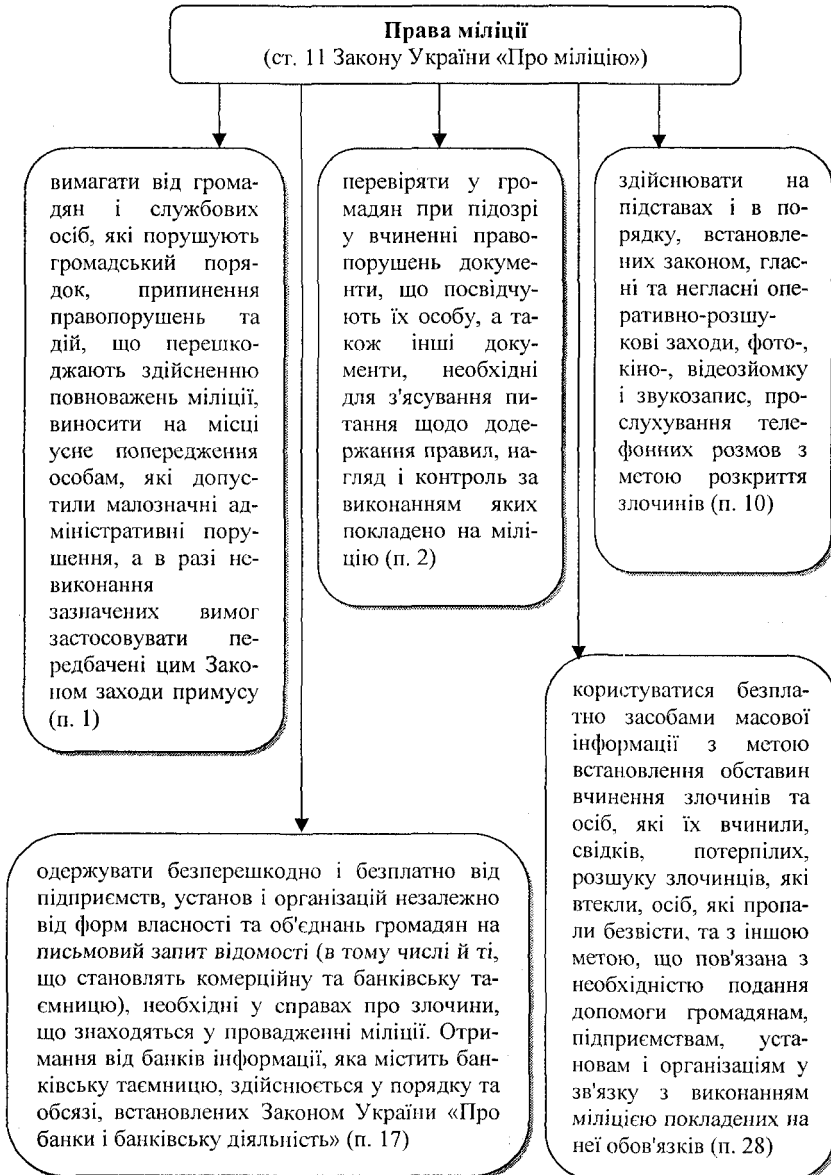 Права міліції
(ст. 11 Закону України «Про міліцію»)
вимагати від грома-
дян і службових
осіб, які порушують
громадський поря-
док, припинення
правопорушень та
дій, що перешко-
джають здійсненню
повноважень міліції,
виносити на місці
усне попередження
особам, які допус-
тили малозначні ад-
міністративні пору-
шення, а в разі не-
виконання
зазначених вимог
застосовувати пе-
редбачені цим Зако-
ном заходи примусу
(п. 1)
перевіряти у гро-
мадян при підозрі
у вчиненні право-
порушень докуме-
нти, що посвідчу-
ють їх особу, а та-
кож інші доку-
менти, необхідні
для з'ясування пи-
тання щодо додер-
жання правил, на-
гляд і контроль за
виконанням яких
покладено на мілі-
цію (п. 2)
здійснювати на
підставах і в по-
рядку, встановле-
них законом, глас-
ні та негласні опе-
ративно-розшу-
кові заходи, фото-,
кіно-, відеозйомку
і звукозапис, про-
слухування теле-
фонних розмов з
метою розкриття
злочинів (п. 10)
одержувати безперешкодно і безплатно від
підприємств, установ і організацій незалежно
від форм власності та об'єднань громадян на
письмовий запит відомості (в тому числі й ті,
що становлять комерційну та банківську та-
ємницю), необхідні у справах про злочини,
що знаходяться у провадженні міліції. Отри-
мання від банків інформації, яка містить бан-
ківську таємницю, здійснюється у порядку та
обсязі, встановлених Законом України «Про
банки і банківську діяльність» (п. 17)
користуватися безпла-
тно засобами масової
інформації з метою
встановлення обставин
вчинення злочинів та
осіб, які їх вчинили,
свідків, потерпілих,
розшуку злочинців, які
втекли, осіб, які пропа-
ли безвісти, та з іншою
метою, що пов'язана з
необхідністю подання
допомоги громадянам,
підприємствам, уста-
новам і організаціям у
зв'язку з виконанням
міліцією покладених на
неї обов'язків (п. 28)